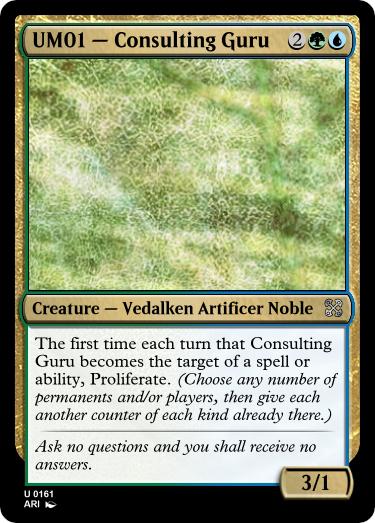 UM01 — Consulting Guru 2
Creature — Vedalken Artificer Noble
The first time each turn that Consulting
Guru becomes the target of a spell or
ability, Proliferate. (Choose any number of
permanents and/or players, then give each
another counter of each kind already there.)
Ask no questions and you shall receive no
answers.
3/1
U 0161
ARI